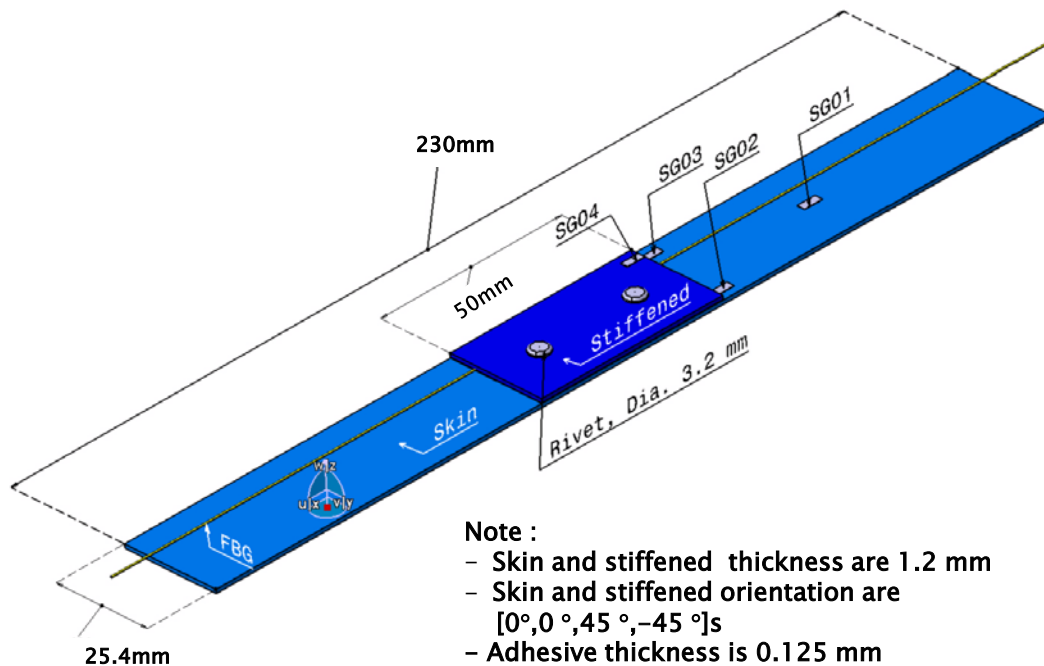 230mm
50mm
SG01
SG02
SG03
SG04
Stiffened
Rivet, Dia. 3.2 mm
Skin
w|z
u|x
v|y
FBG
25.4mm
Note :
- Skin and stiffened thickness are 1.2 mm
- Skin and stiffened orientation are
[0°,0 °,45 °,-45 °]s
- Adhesive thickness is 0.125 mm